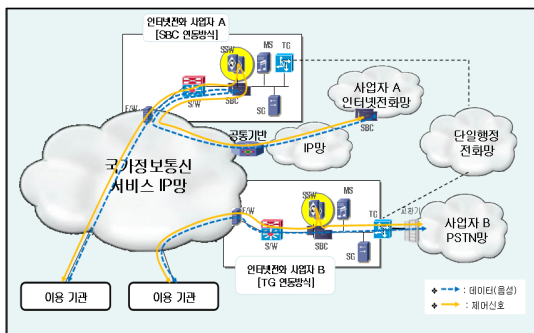 인터넷전화 사업자 A
[SBC 연동방식]
SSW
MS
TG
F/W
S/W
SBC
SG
사업자 A
인터넷전화망
SBC
공통기반
IP망
단일행정
전화망
국가정보통신
서비스 IP망
F/W
S/W
SSW
SBC
MS
SG
TG
교환기
사업자 B
PSTN망
인터넷전화 사업자 B
[TG 연동방식]
이용 기관
이용 기관
❖ : 데이터(음성)
❖ : 제어신호